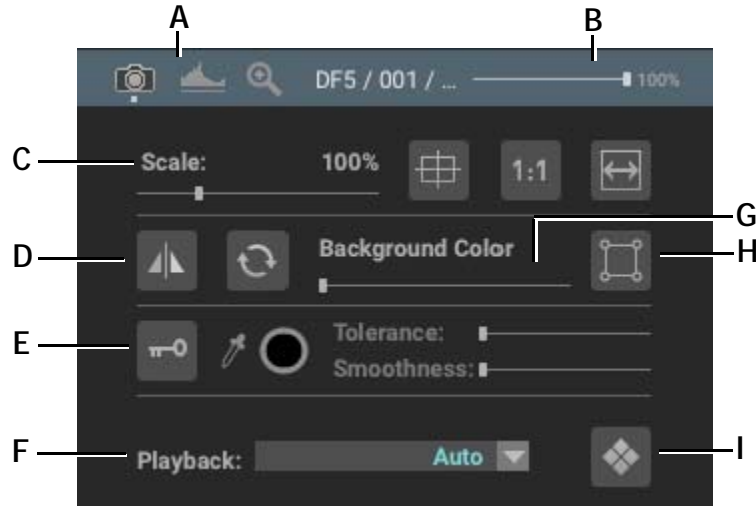 A
B
DF5 / 001 / ... 100%
C
Scale: 100% 1:1
G
D
Background Color
H
E
Tolerance:
Smoothness:
F
Playback: Auto
I